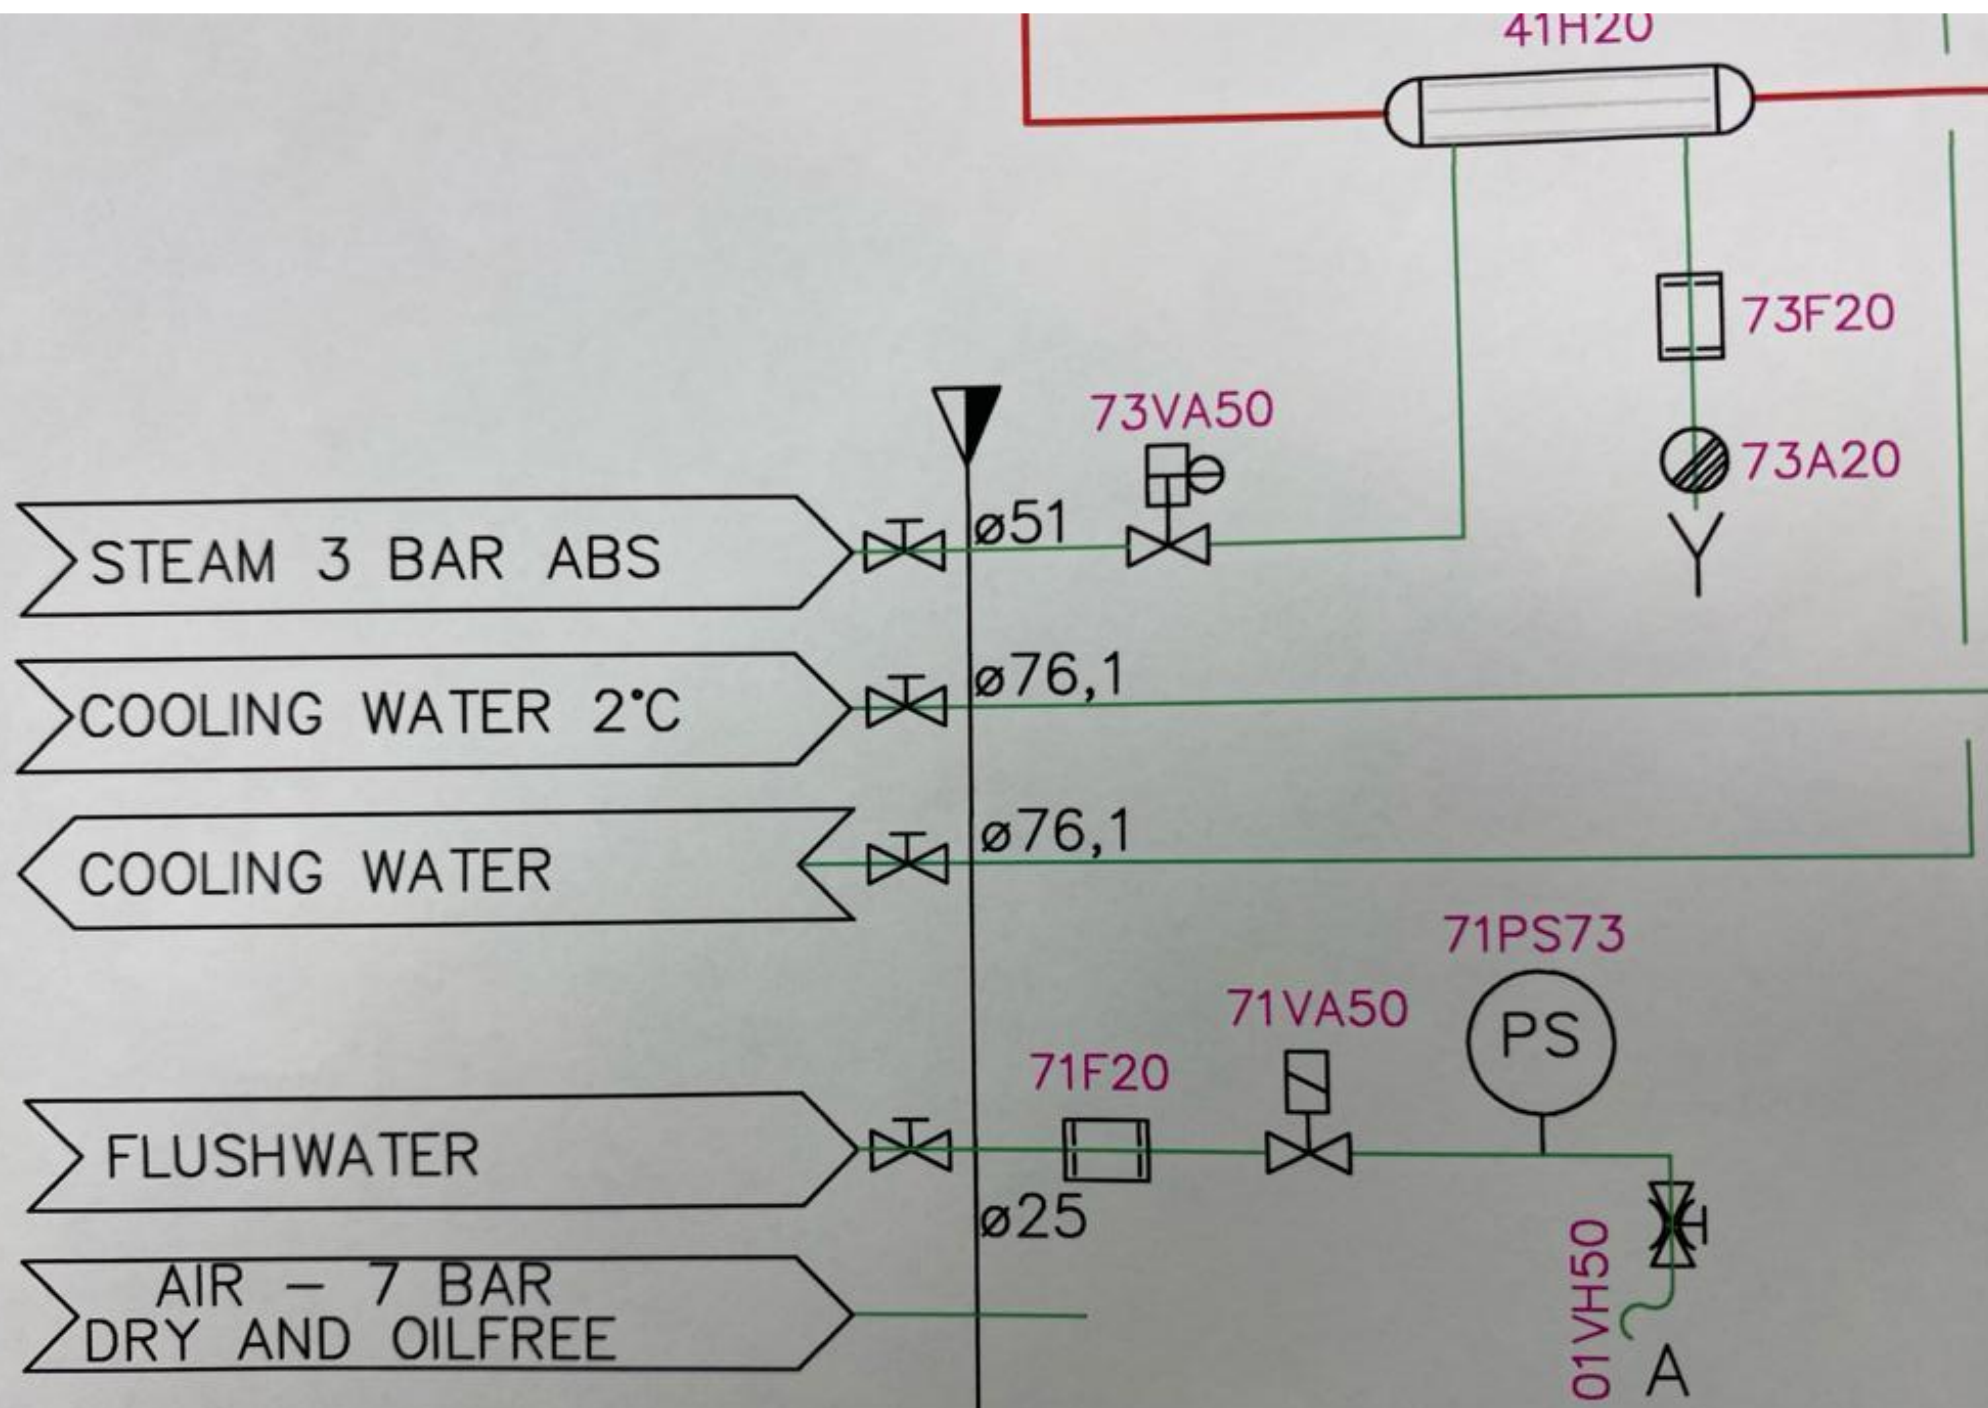 41H20
73F20
73VA50
73A20
ø51
STEAM 3 BAR ABS
ø76,1
COOLING WATER 2°C
ø76,1
COOLING WATER
71PS73
71VA50
PS
71F20
FLUSHWATER
ø25
01VH50
AIR – 7 BAR
DRY AND OILFREE
A